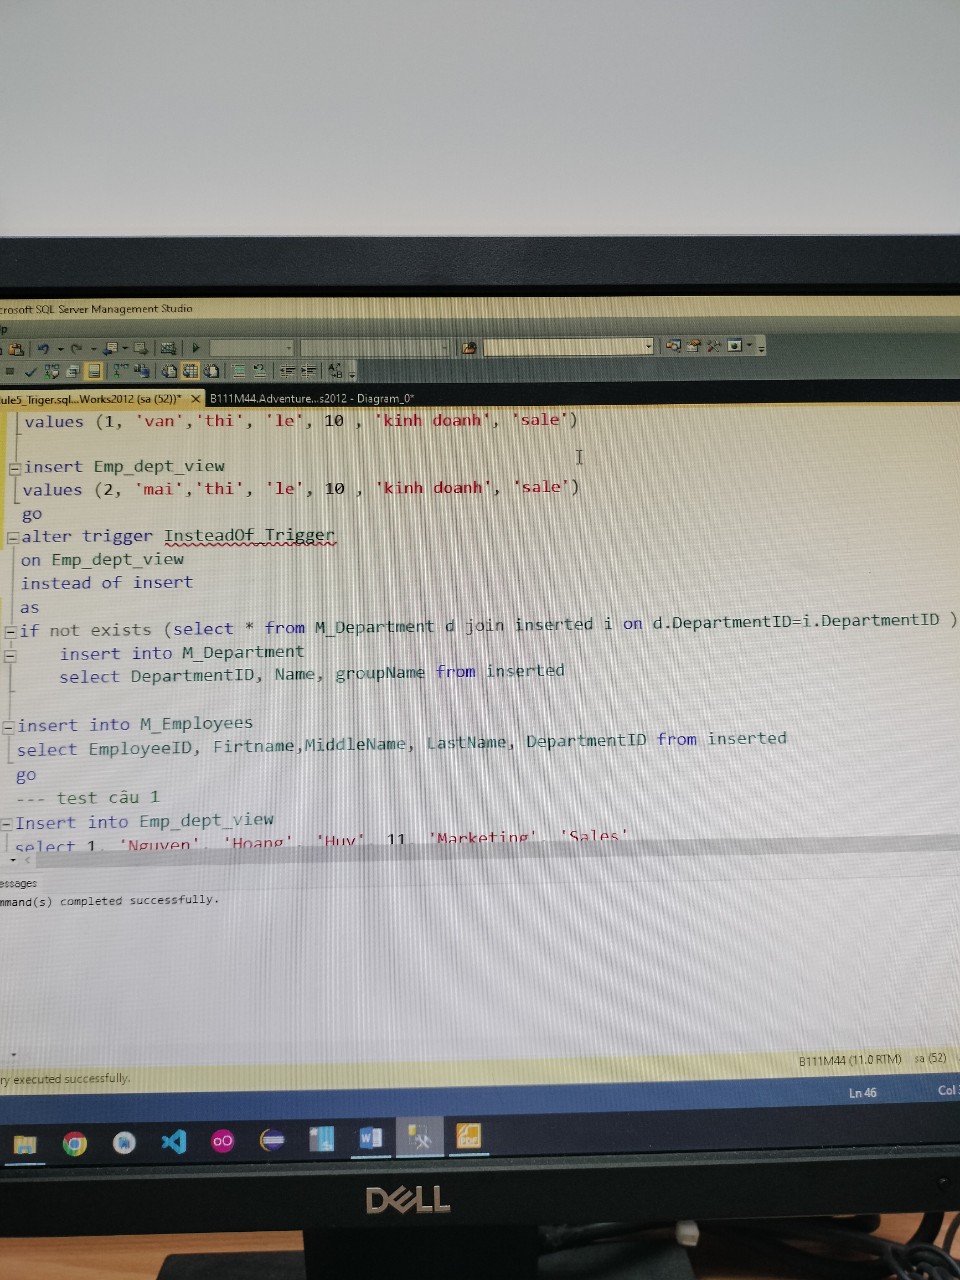 crosoft SQL Server Management Studio
lp
ule5_Triger.sql...Works2012 (sa (52))* × B111M44.Adventure...s2012 - Diagram_0*
values (1, 'van','thi', 'le', 10 , 'kinh doanh', 'sale')
insert Emp_dept_view
values (2, 'mai','thi', 'le', 10 , 'kinh doanh', 'sale')
go
alter trigger InsteadOf_Trigger
on Emp_dept_view
instead of insert
as
if not exists (select * from M_Department d join inserted i on d.DepartmentID=i.DepartmentID )
insert into M_Department
select DepartmentID, Name, groupName from inserted
insert into M_Employees
select EmployeeID, Firtname,MiddleName, LastName, DepartmentID from inserted
go
--- test câu 1
Insert into Emp_dept_view
select 1, 'Nguyen', 'Hoang', 'Huy', 11, 'Marketing', 'Sales'
essages
mmand(s) completed successfully.
ry executed successfully.
B111M44 (11.0 RTM) sa (52)
Ln 46 Col
DELL